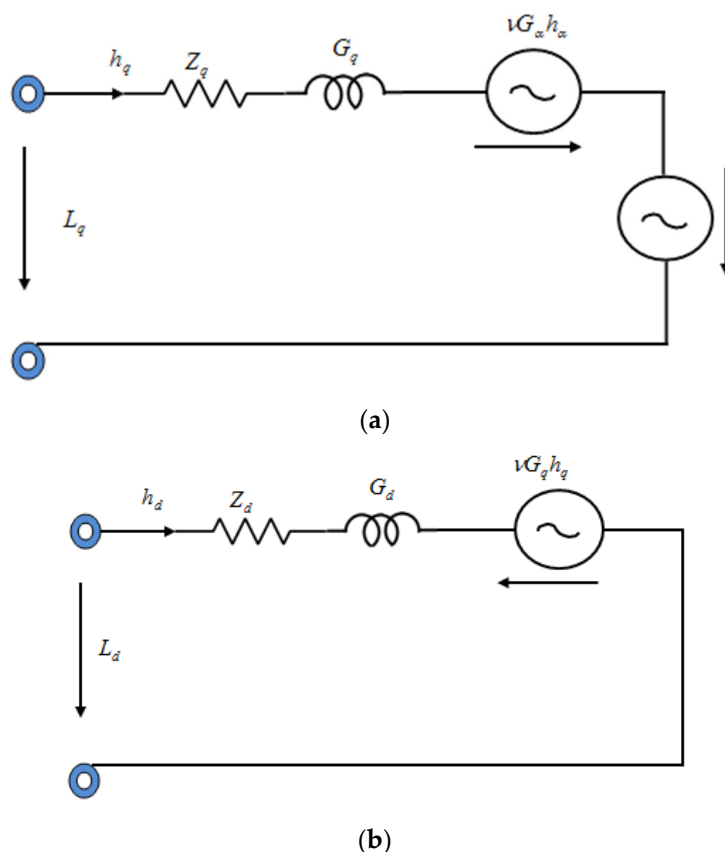 νG_α h_α
h_q Z_q G_q
L_q
(a)
νG_q h_q
h_d Z_d G_d
L_d
(b)